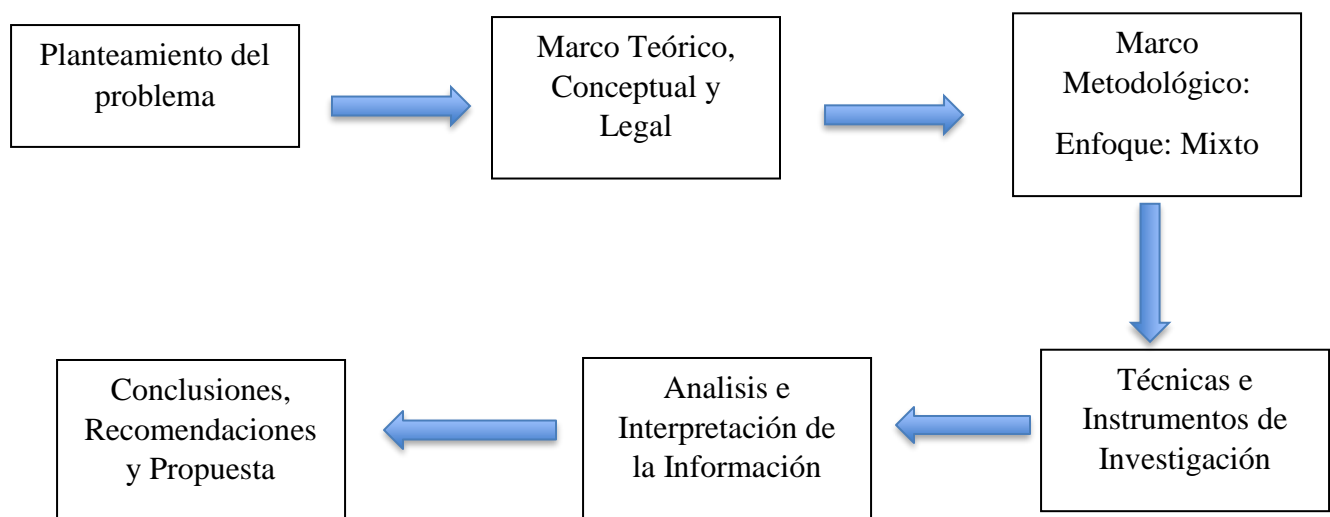 Planteamiento del
problema
Marco Teórico,
Conceptual y
Legal
Marco
Metodológico:
Enfoque: Mixto
Técnicas e
Instrumentos de
Investigación
Analisis e
Interpretación de
la Información
Conclusiones,
Recomendaciones
y Propuesta